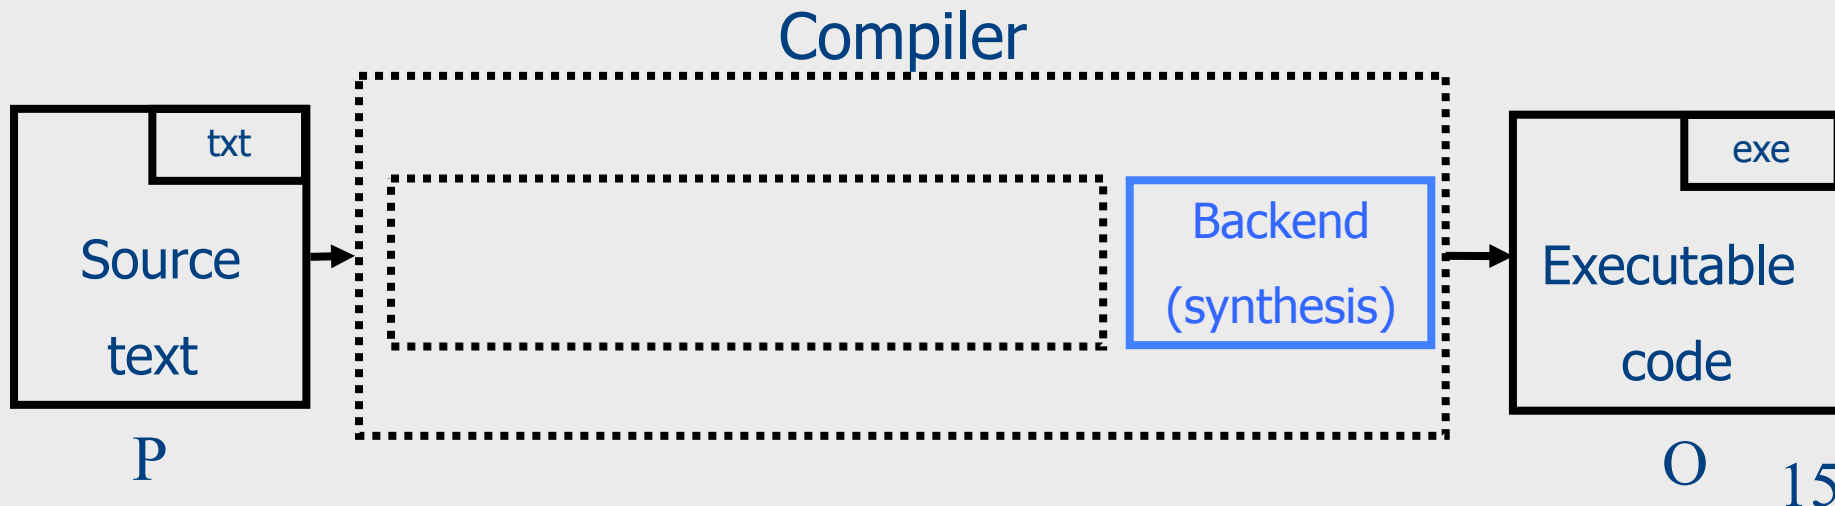 Compiler
txt
Source
text
P
Backend
(synthesis)
exe
Executable
code
O
15